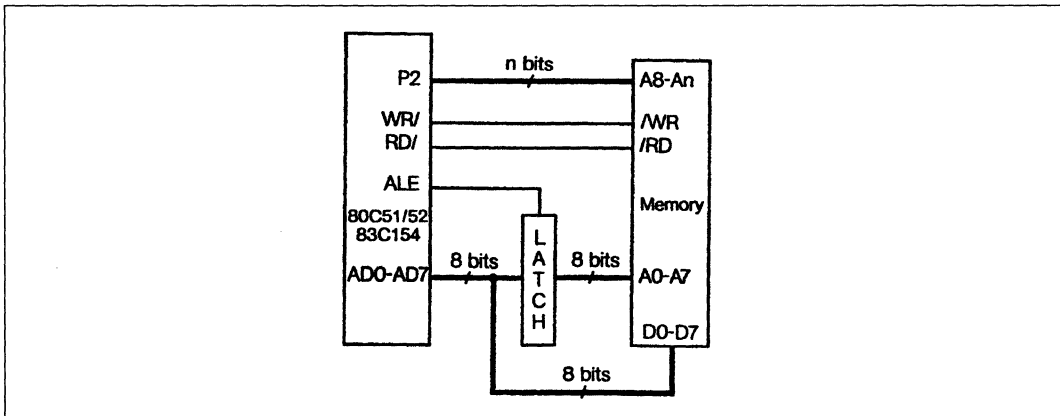 n bits
P2
A8-An
WR/
/WR
RD/
/RD
ALE
Memory
80C51/52
83C154
LATCH
8 bits
8 bits
AD0-AD7
A0-A7
D0-D7
8 bits